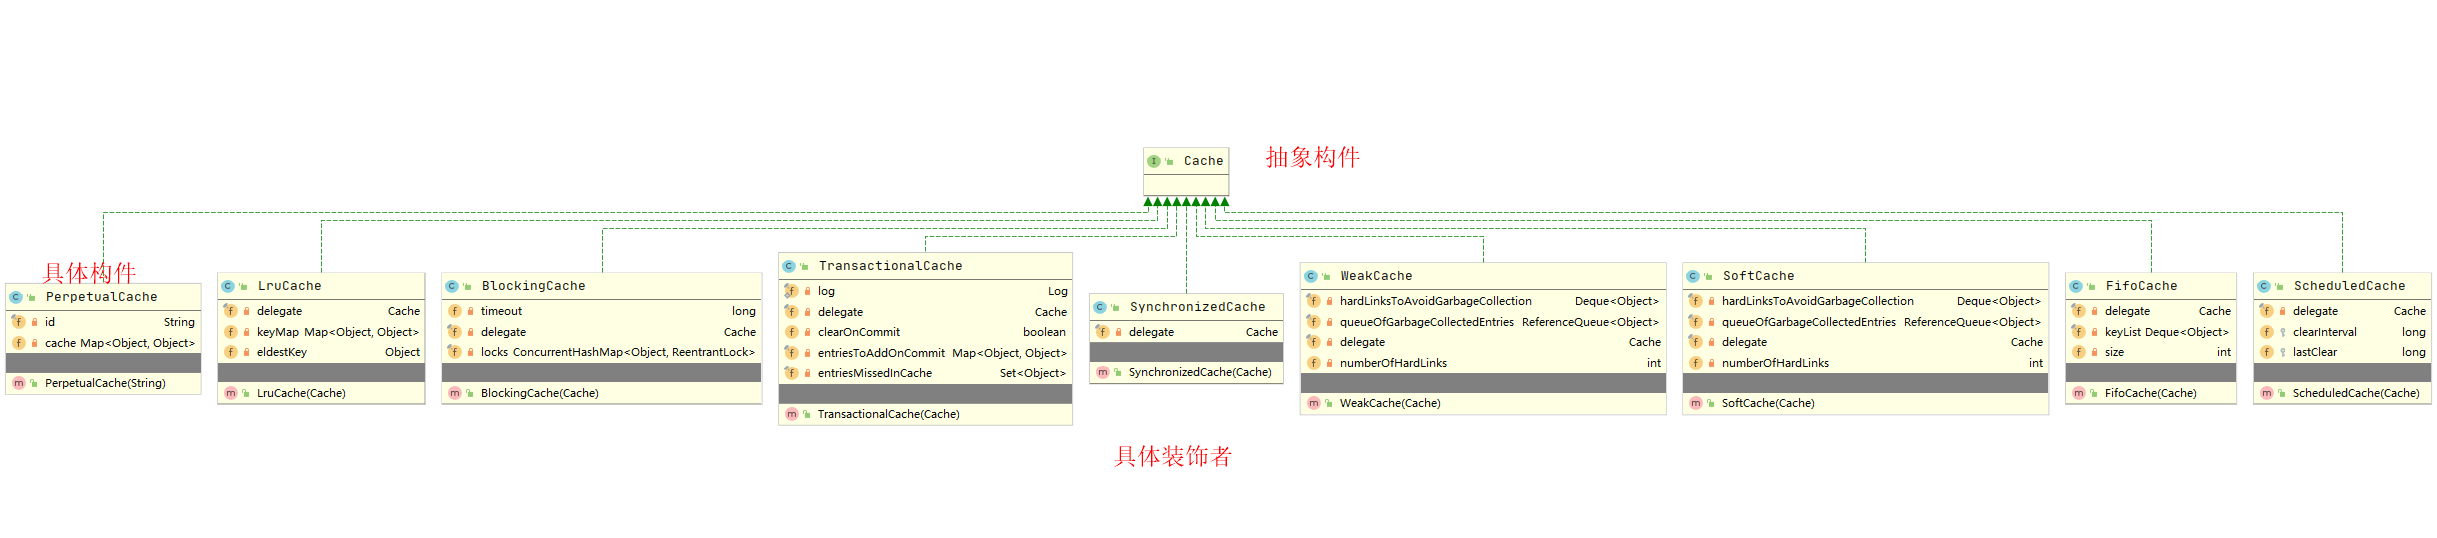 Cache
抽象构件
具体构件
PerpetualCache
id String
cache Map<Object, Object>
PerpetualCache(String)
LruCache
delegate Cache
keyMap Map<Object, Object>
eldestKey Object
LruCache(Cache)
BlockingCache
timeout long
delegate Cache
locks ConcurrentHashMap<Object, ReentrantLock>
BlockingCache(Cache)
TransactionalCache
log Log
delegate Cache
clearOnCommit boolean
entriesToAddOnCommit Map<Object, Object>
entriesMissedInCache Set<Object>
TransactionalCache(Cache)
SynchronizedCache
delegate Cache
SynchronizedCache(Cache)
WeakCache
hardLinksToAvoidGarbageCollection Deque<Object>
queueOfGarbageCollectedEntries ReferenceQueue<Object>
delegate Cache
numberOfHardLinks int
WeakCache(Cache)
SoftCache
hardLinksToAvoidGarbageCollection Deque<Object>
queueOfGarbageCollectedEntries ReferenceQueue<Object>
delegate Cache
numberOfHardLinks int
SoftCache(Cache)
FifoCache
delegate Cache
keyList Deque<Object>
size int
FifoCache(Cache)
ScheduledCache
delegate Cache
clearInterval long
lastClear long
ScheduledCache(Cache)
具体装饰者